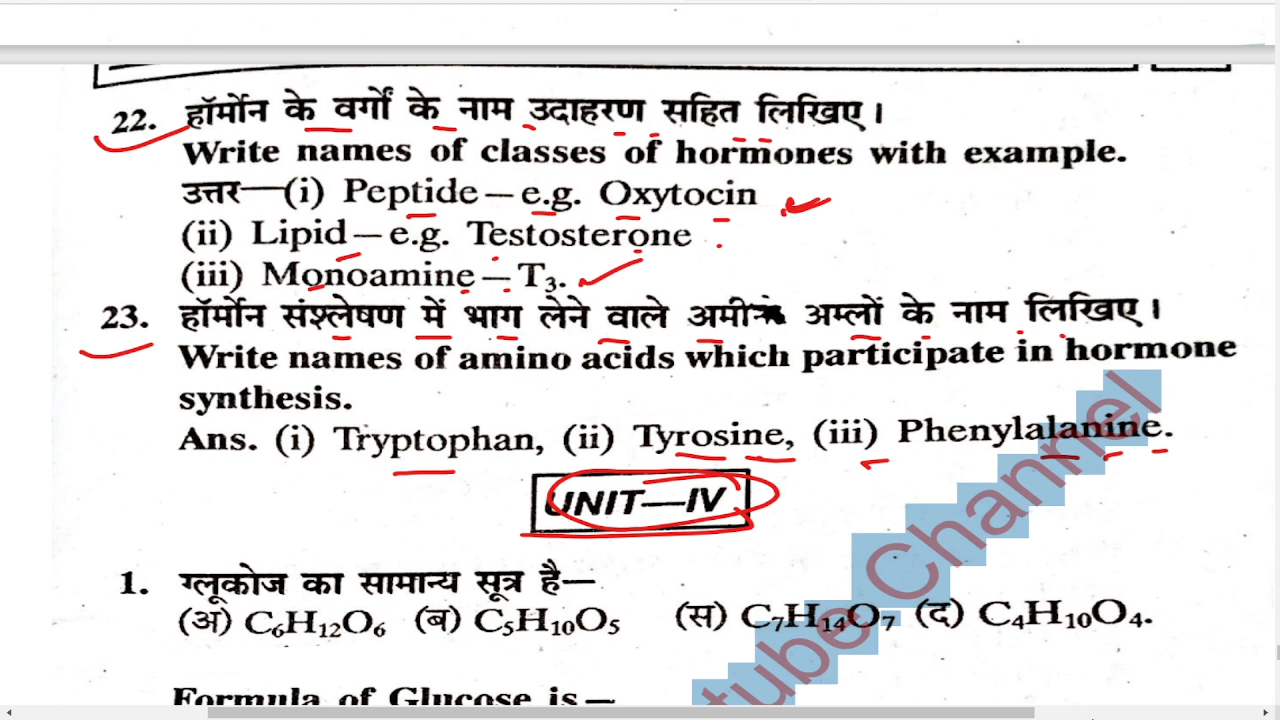 22. हॉर्मोन के वर्गों के नाम उदाहरण सहित लिखिए।
Write names of classes of hormones with example.
उत्तर—(i) Peptide – e.g. Oxytocin
(ii) Lipid – e.g. Testosterone
(iii) Monoamine – T₃.
23. हॉर्मोन संश्लेषण में भाग लेने वाले अमीनो अम्लों के नाम लिखिए।
Write names of amino acids which participate in hormone
synthesis.
Ans. (i) Tryptophan, (ii) Tyrosine, (iii) Phenylalanine.
UNIT—IV
1. ग्लूकोज का सामान्य सूत्र है—
(अ) C₆H₁₂O₆ (ब) C₅H₁₀O₅ (स) C₇H₁₄O₇ (द) C₄H₁₀O₄.
Formula of Glucose is –
tube Channel